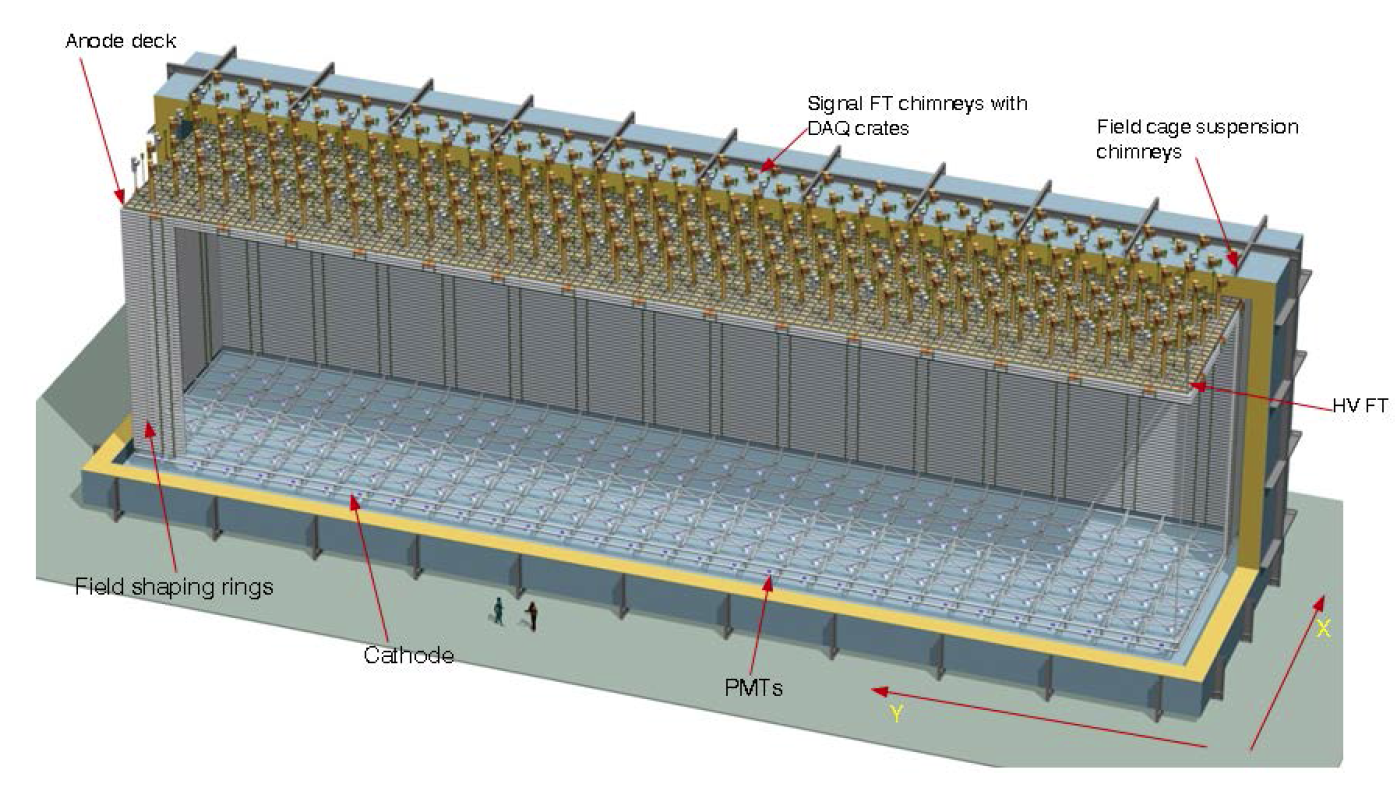 Anode deck
Signal FT chimneys with
DAQ crates
Field cage suspension
chimneys
HV FT
Field shaping rings
Cathode
PMTs
X
Y